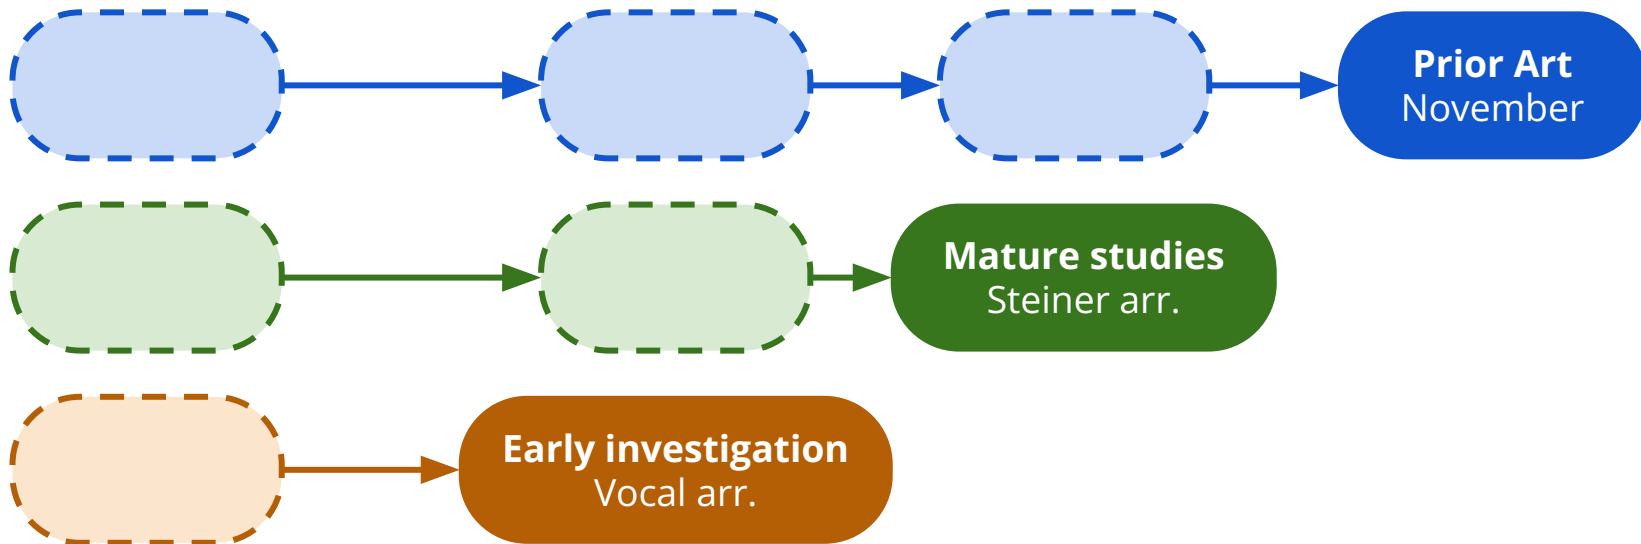 Prior Art
November
Mature studies
Steiner arr.
Early investigation
Vocal arr.